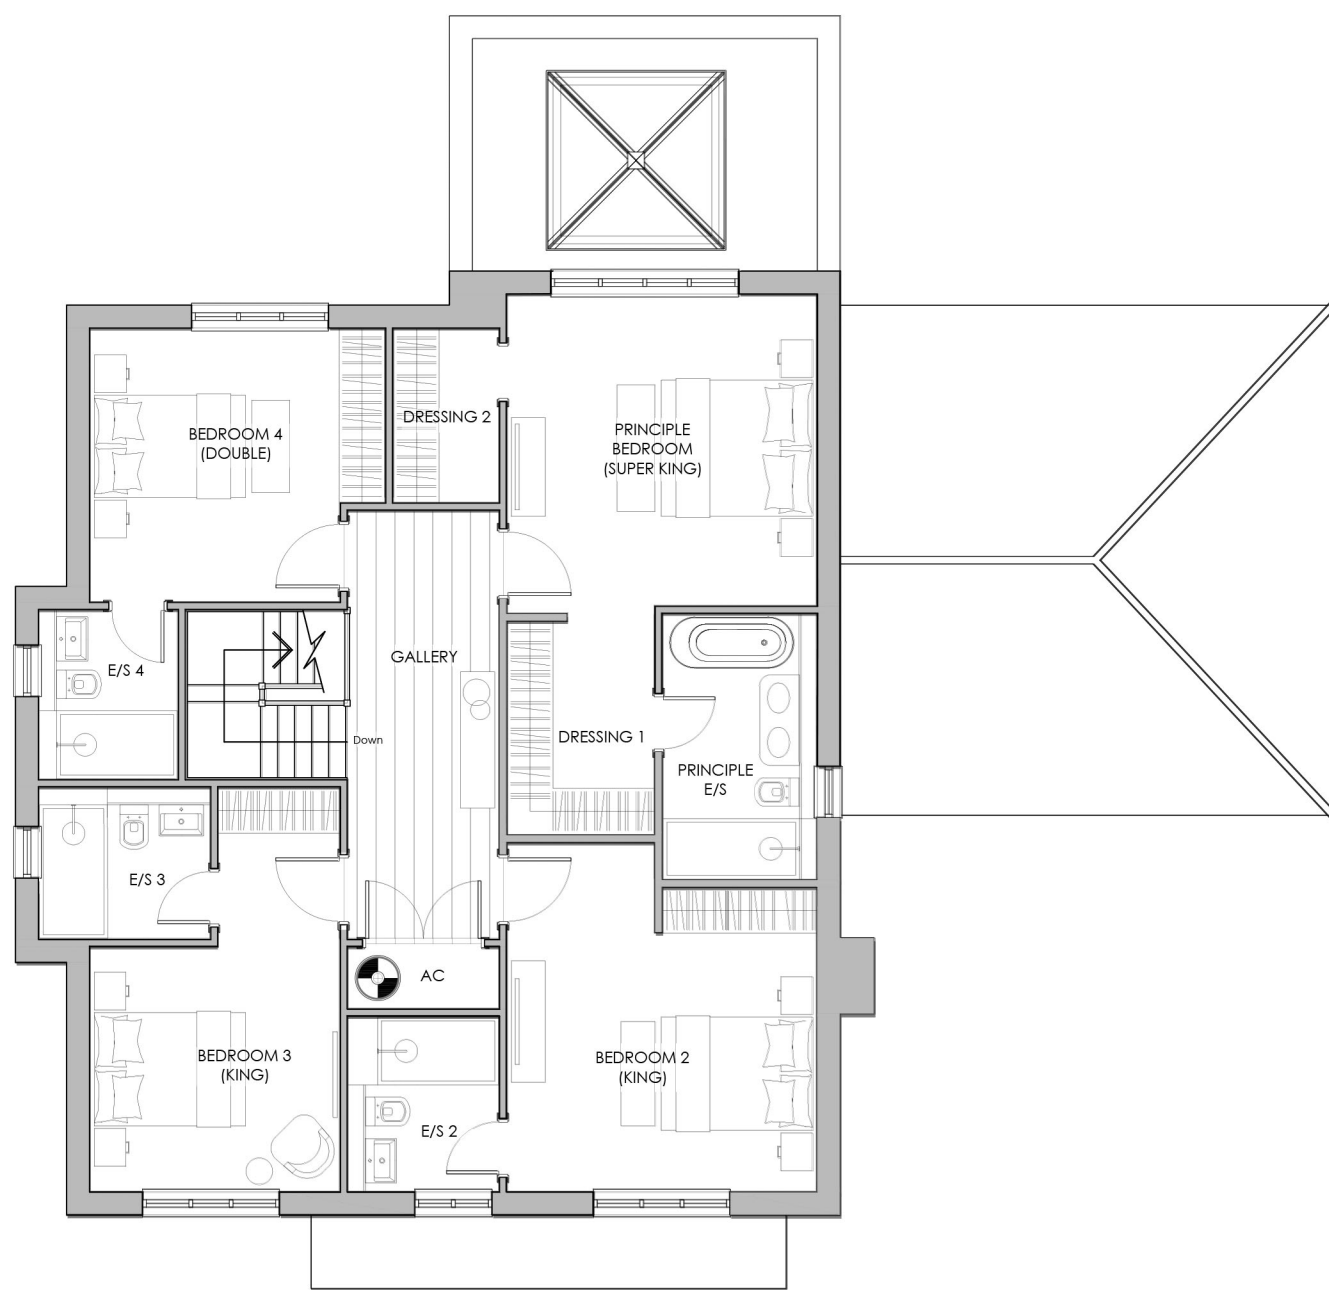 BEDROOM 4
(DOUBLE)
DRESSING 2
PRINCIPLE
BEDROOM
(SUPER KING)
E/S 4
GALLERY
Down
DRESSING 1
PRINCIPLE
E/S
E/S 3
AC
BEDROOM 3
(KING)
BEDROOM 2
(KING)
E/S 2